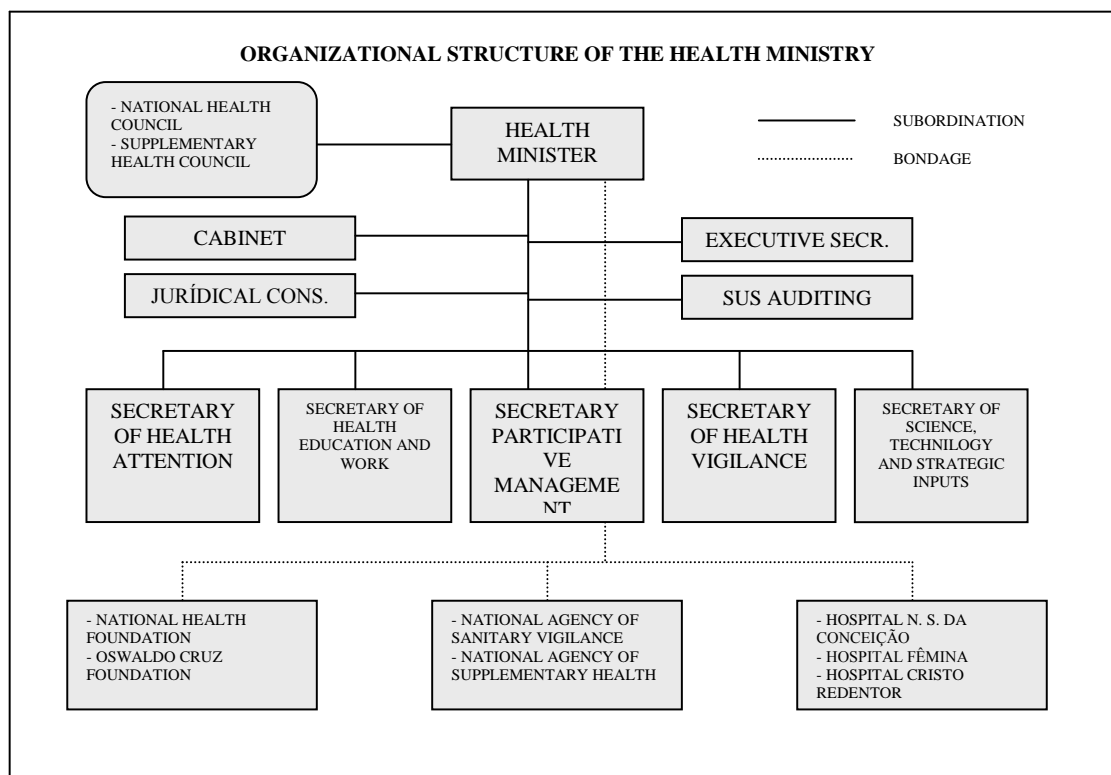 ORGANIZATIONAL STRUCTURE OF THE HEALTH MINISTRY
- NATIONAL HEALTH
COUNCIL
- SUPPLEMENTARY
HEALTH COUNCIL
HEALTH
MINISTER
SUBORDINATION
BONDAGE
CABINET
EXECUTIVE SECR.
JURÍDICAL CONS.
SUS AUDITING
SECRETARY
OF HEALTH
ATTENTION
SECRETARY OF
HEALTH
EDUCATION AND
WORK
SECRETARY
PARTICIPATI
VE
MANAGEME
NT
SECRETARY
OF HEALTH
VIGILANCE
SECRETARY OF
SCIENCE,
TECHNILOGY
AND STRATEGIC
INPUTS
- NATIONAL HEALTH
FOUNDATION
- OSWALDO CRUZ
FOUNDATION
- NATIONAL AGENCY OF
SANITARY VIGILANCE
- NATIONAL AGENCY OF
SUPPLEMENTARY HEALTH
- HOSPITAL N. S. DA
CONCEIÇÃO
- HOSPITAL FÊMINA
- HOSPITAL CRISTO
REDENTOR